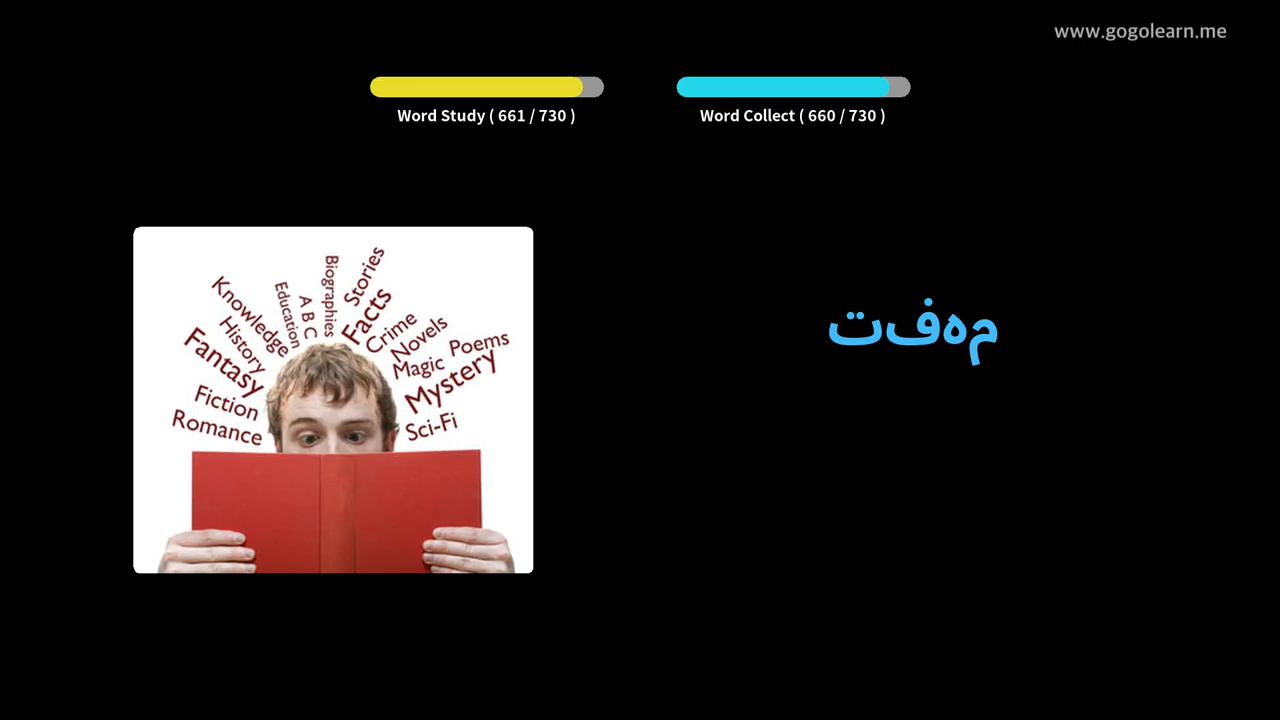 www.gogolearn.me
Word Study ( 661 / 730 )
Word Collect ( 660 / 730 )
Romance
Fiction
Fantasy
History
Knowledge
Education
A B C
Biographies
Stories
Facts
Crime
Novels
Magic
Poems
Mystery
Sci-Fi
مهفت